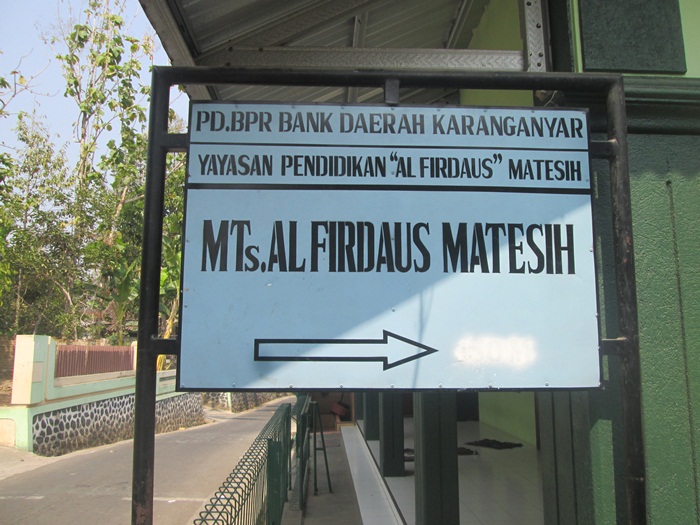 PD.BPR BANK DAERAH KARANGANYAR
YAYASAN PENDIDIKAN "AL FIRDAUS" MATESIH
MTs.AL FIRDAUS MATESIH